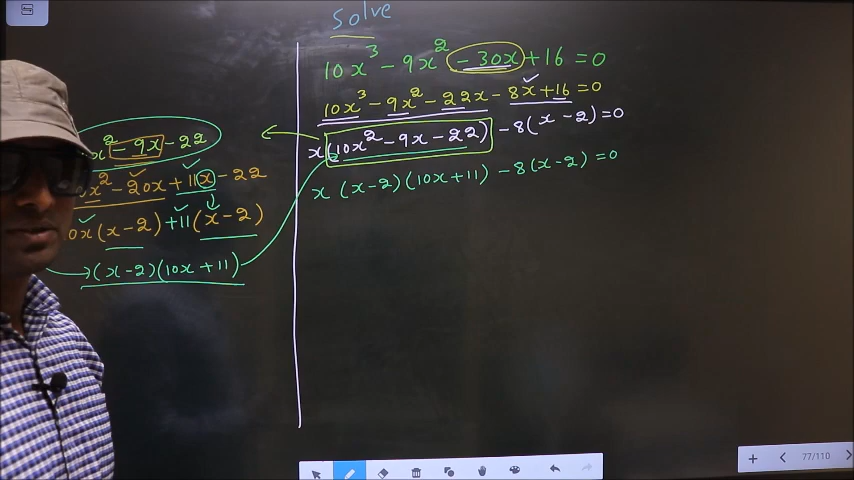 Solve
10x³ - 9x² - 30x + 16 = 0
10x³ - 9x² - 22x - 8x + 16 = 0
x(10x² - 9x - 22) - 8(x - 2) = 0
x (x - 2)(10x + 11) - 8(x - 2) = 0
x² - 9x - 22
0x² - 20x + 11x - 22
0x(x - 2) + 11(x - 2)
(x - 2)(10x + 11)
77/110